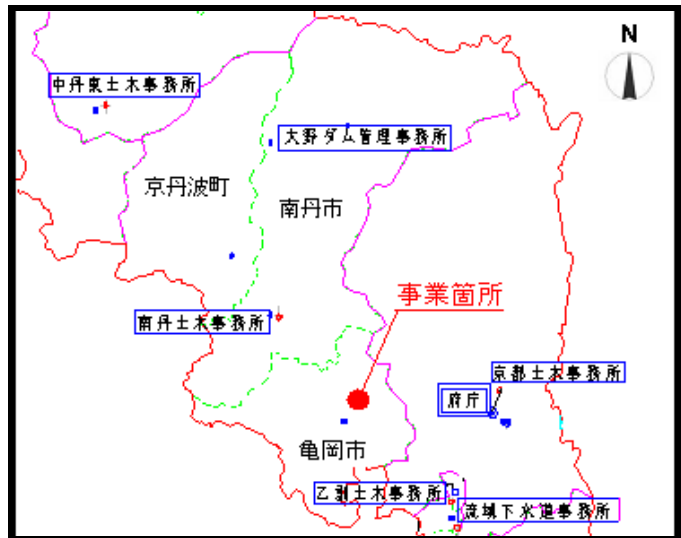 N
中丹東土木事務所
大野ダム管理事務所
京丹波町
南丹市
事業箇所
南丹土木事務所
京都土木事務所
府庁
亀岡市
乙訓土木事務所
流域下水道事務所